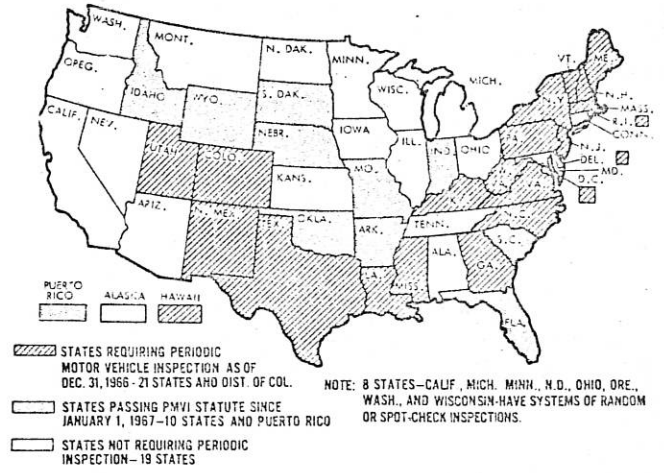 WASH.
MONT.
N. DAK.
MINN.
VT.
ME.
OREG.
IDAHO
WYO.
S. DAK.
WISC.
MICH.
N.Y.
N.H.
MASS.
R.I.
CONN.
CALIF.
NEV.
UTAH
COLO.
NEBR.
IOWA
ILL.
IND.
OHIO
PA.
N.J.
DEL.
MD.
D.C.
KANS.
MO.
VA.
ARIZ.
N. MEX.
TEX.
OKLA.
ARK.
TENN.
N.C.
S.C.
LA.
MISS.
ALA.
GA.
FLA.
PUERTO
RICO
ALASCA
HAWAII
STATES REQUIRING PERIODIC
MOTOR VEHICLE INSPECTION AS OF
DEC. 31, 1966 - 21 STATES AND DIST. OF COL.
STATES PASSING PMVI STATUTE SINCE
JANUARY 1, 1967-10 STATES AND PUERTO RICO
STATES NOT REQUIRING PERIODIC
INSPECTION-19 STATES
NOTE: 8 STATES-CALIF., MICH. MINN., N.D., OHIO, ORE.,
WASH., AND WISCONSIN-HAVE SYSTEMS OF RANDOM
OR SPOT-CHECK INSPECTIONS.